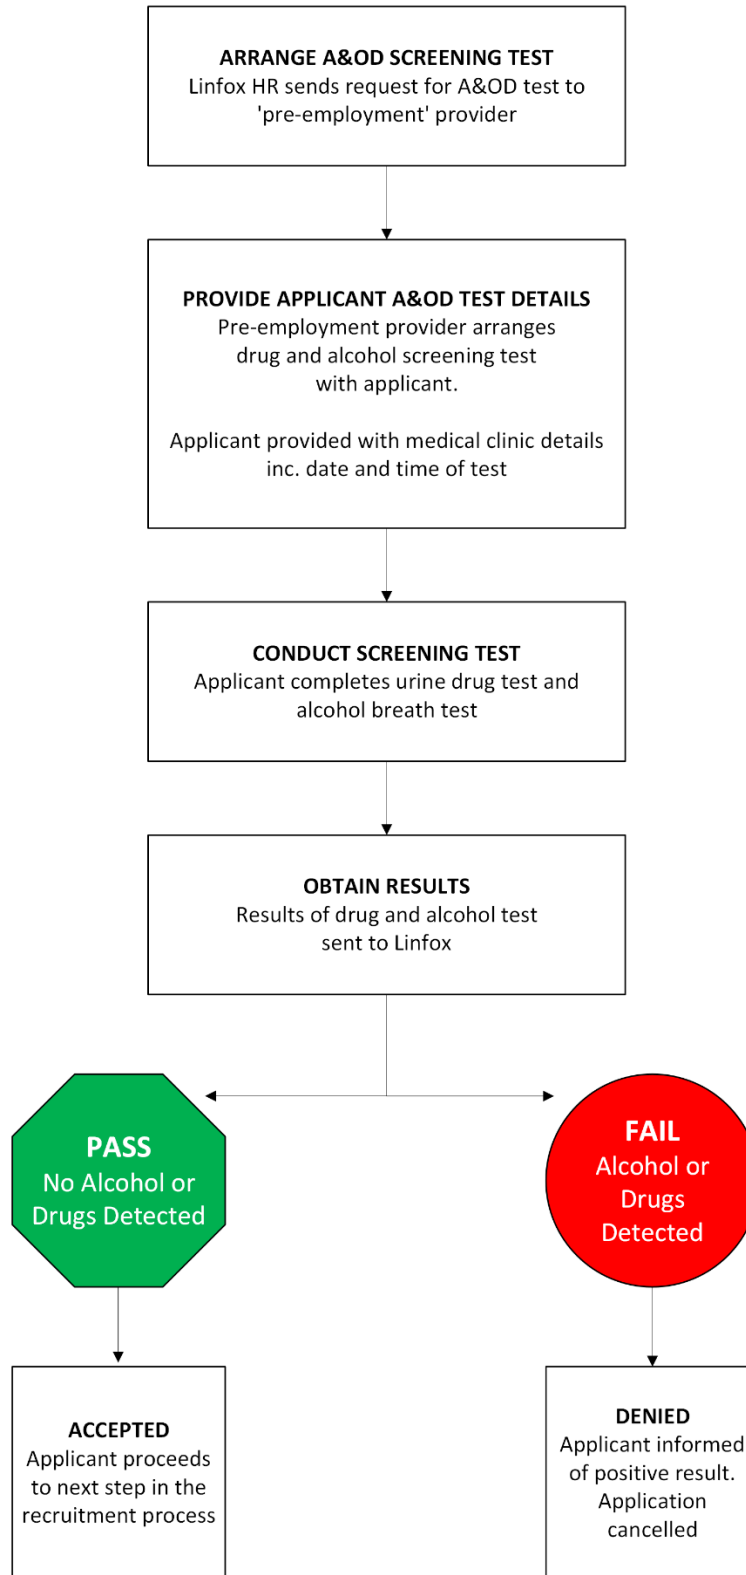 ARRANGE A&OD SCREENING TEST
Linfox HR sends request for A&OD test to
'pre-employment' provider
PROVIDE APPLICANT A&OD TEST DETAILS
Pre-employment provider arranges
drug and alcohol screening test
with applicant.
Applicant provided with medical clinic details
inc. date and time of test
CONDUCT SCREENING TEST
Applicant completes urine drug test and
alcohol breath test
OBTAIN RESULTS
Results of drug and alcohol test
sent to Linfox
PASS
No Alcohol or
Drugs Detected
FAIL
Alcohol or
Drugs
Detected
ACCEPTED
Applicant proceeds
to next step in the
recruitment process
DENIED
Applicant informed
of positive result.
Application
cancelled